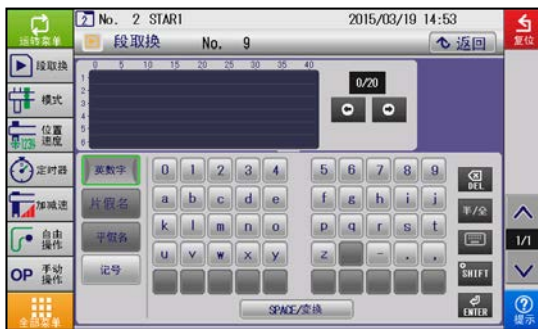 2 No. 2 STAR1 2015/03/19 14:53
运转菜单
段取换 No. 9
返回
复位
段取换
模式
位置速度
定时器
加减速
自由操作
OP 手动操作
全部菜单
0 5 10 15 20 25 30 35 40
1
2
3
4
5
6
0/20
英数字 0 1 2 3 4 5 6 7 8 9 DEL
片假名 a b c d e f g h i j 半/全
平假名 k l m n o p q r s t
记号 u v w x y z - . , SHIFT
SPACE/变换 ENTER
1/1
提示